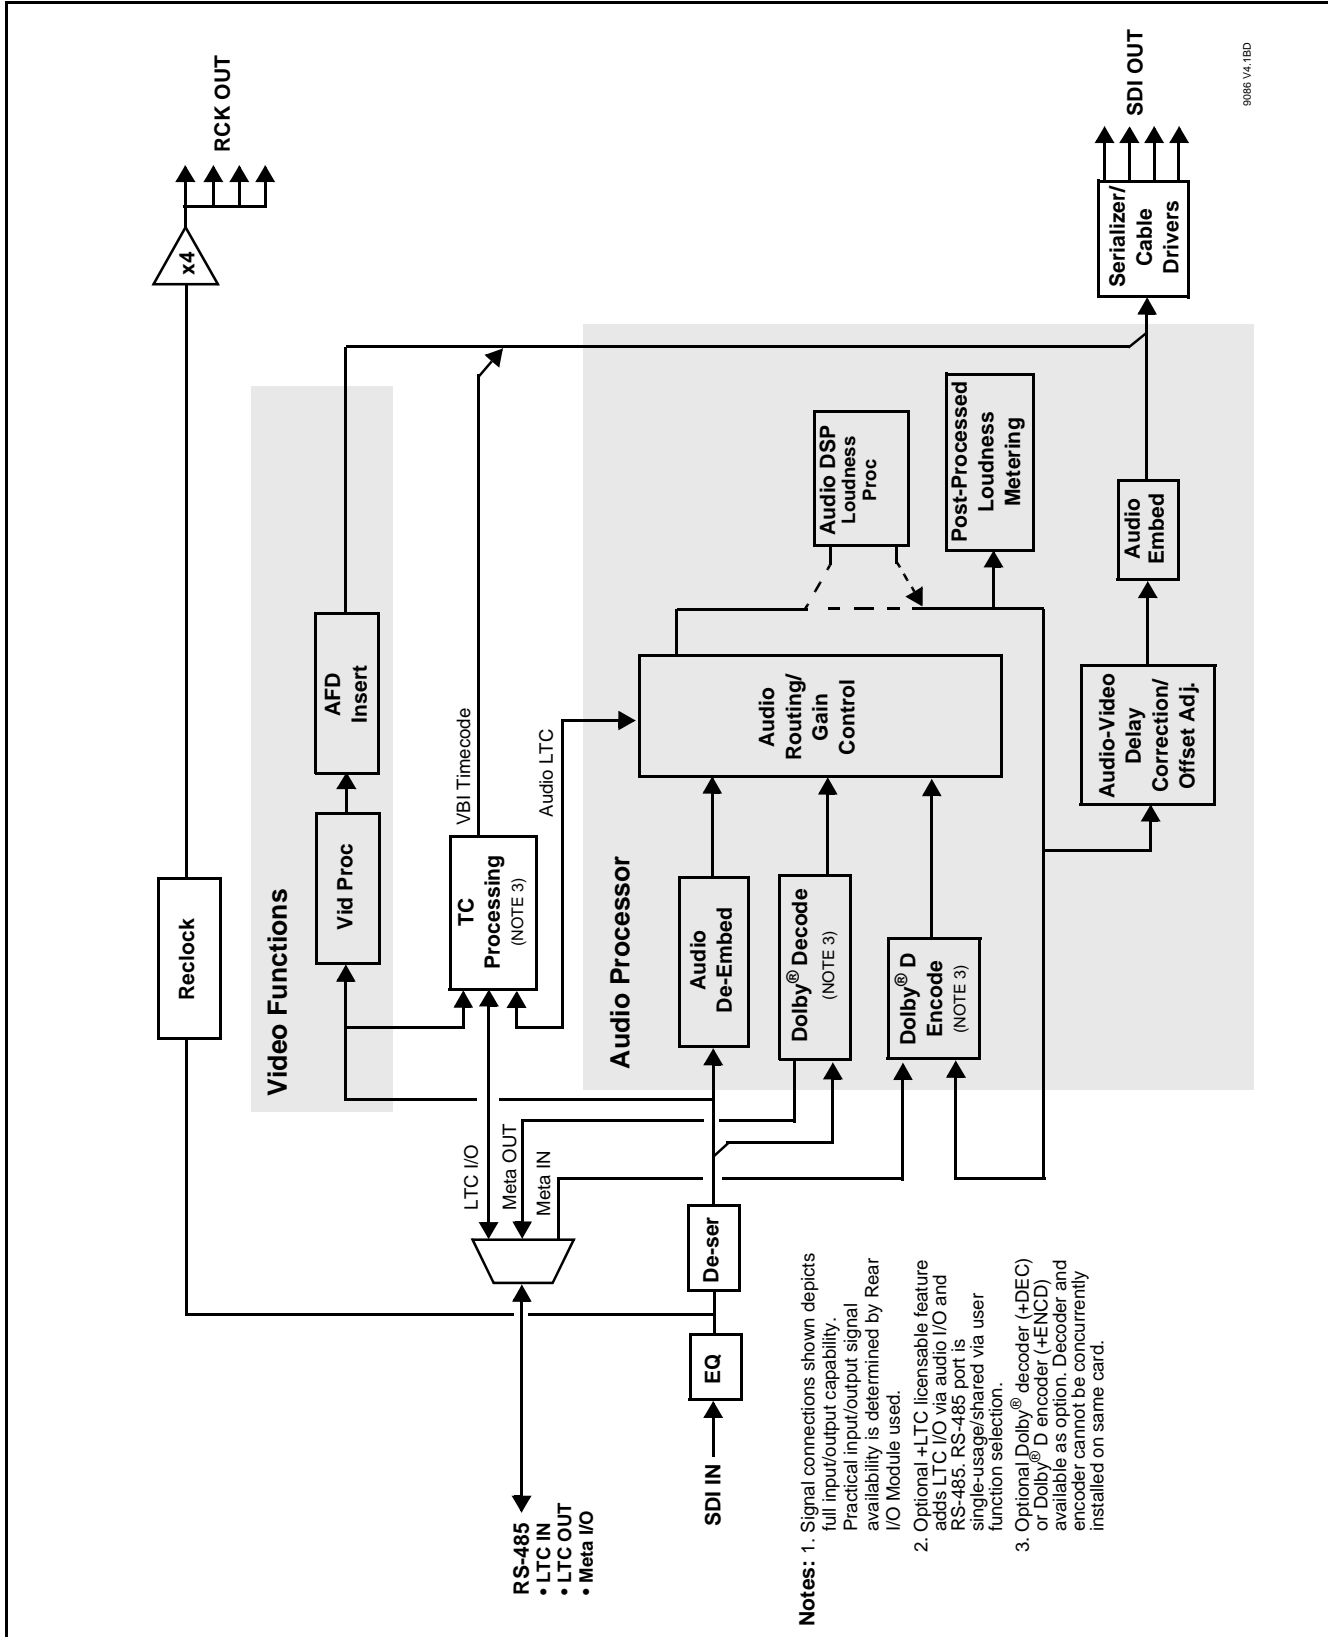 RCK OUT
x4
Reclock
SDI OUT
9086 V4.1BD
Serializer/
Cable
Drivers
Video Functions
Vid Proc
AFD
Insert
VBI Timecode
Audio LTC
TC
Processing
(NOTE 3)
Audio Processor
Audio
De-Embed
Dolby® Decode
(NOTE 3)
Dolby® D
Encode
(NOTE 3)
Audio
Routing/
Gain
Control
Audio DSP
Loudness
Proc
Post-Processed
Loudness
Metering
Audio-Video
Delay
Correction/
Offset Adj.
Audio
Embed
LTC I/O
Meta OUT
Meta IN
De-ser
EQ
SDI IN
RS-485
• LTC IN
• LTC OUT
• Meta I/O
Notes: 1. Signal connections shown depicts
full input/output capability.
Practical input/output signal
availability is determined by Rear
I/O Module used.
2. Optional +LTC licensable feature
adds LTC I/O via audio I/O and
RS-485. RS-485 port is
single-usage/shared via user
function selection.
3. Optional Dolby® decoder (+DEC)
or Dolby® D encoder (+ENCD)
available as option. Decoder and
encoder cannot be concurrently
installed on same card.